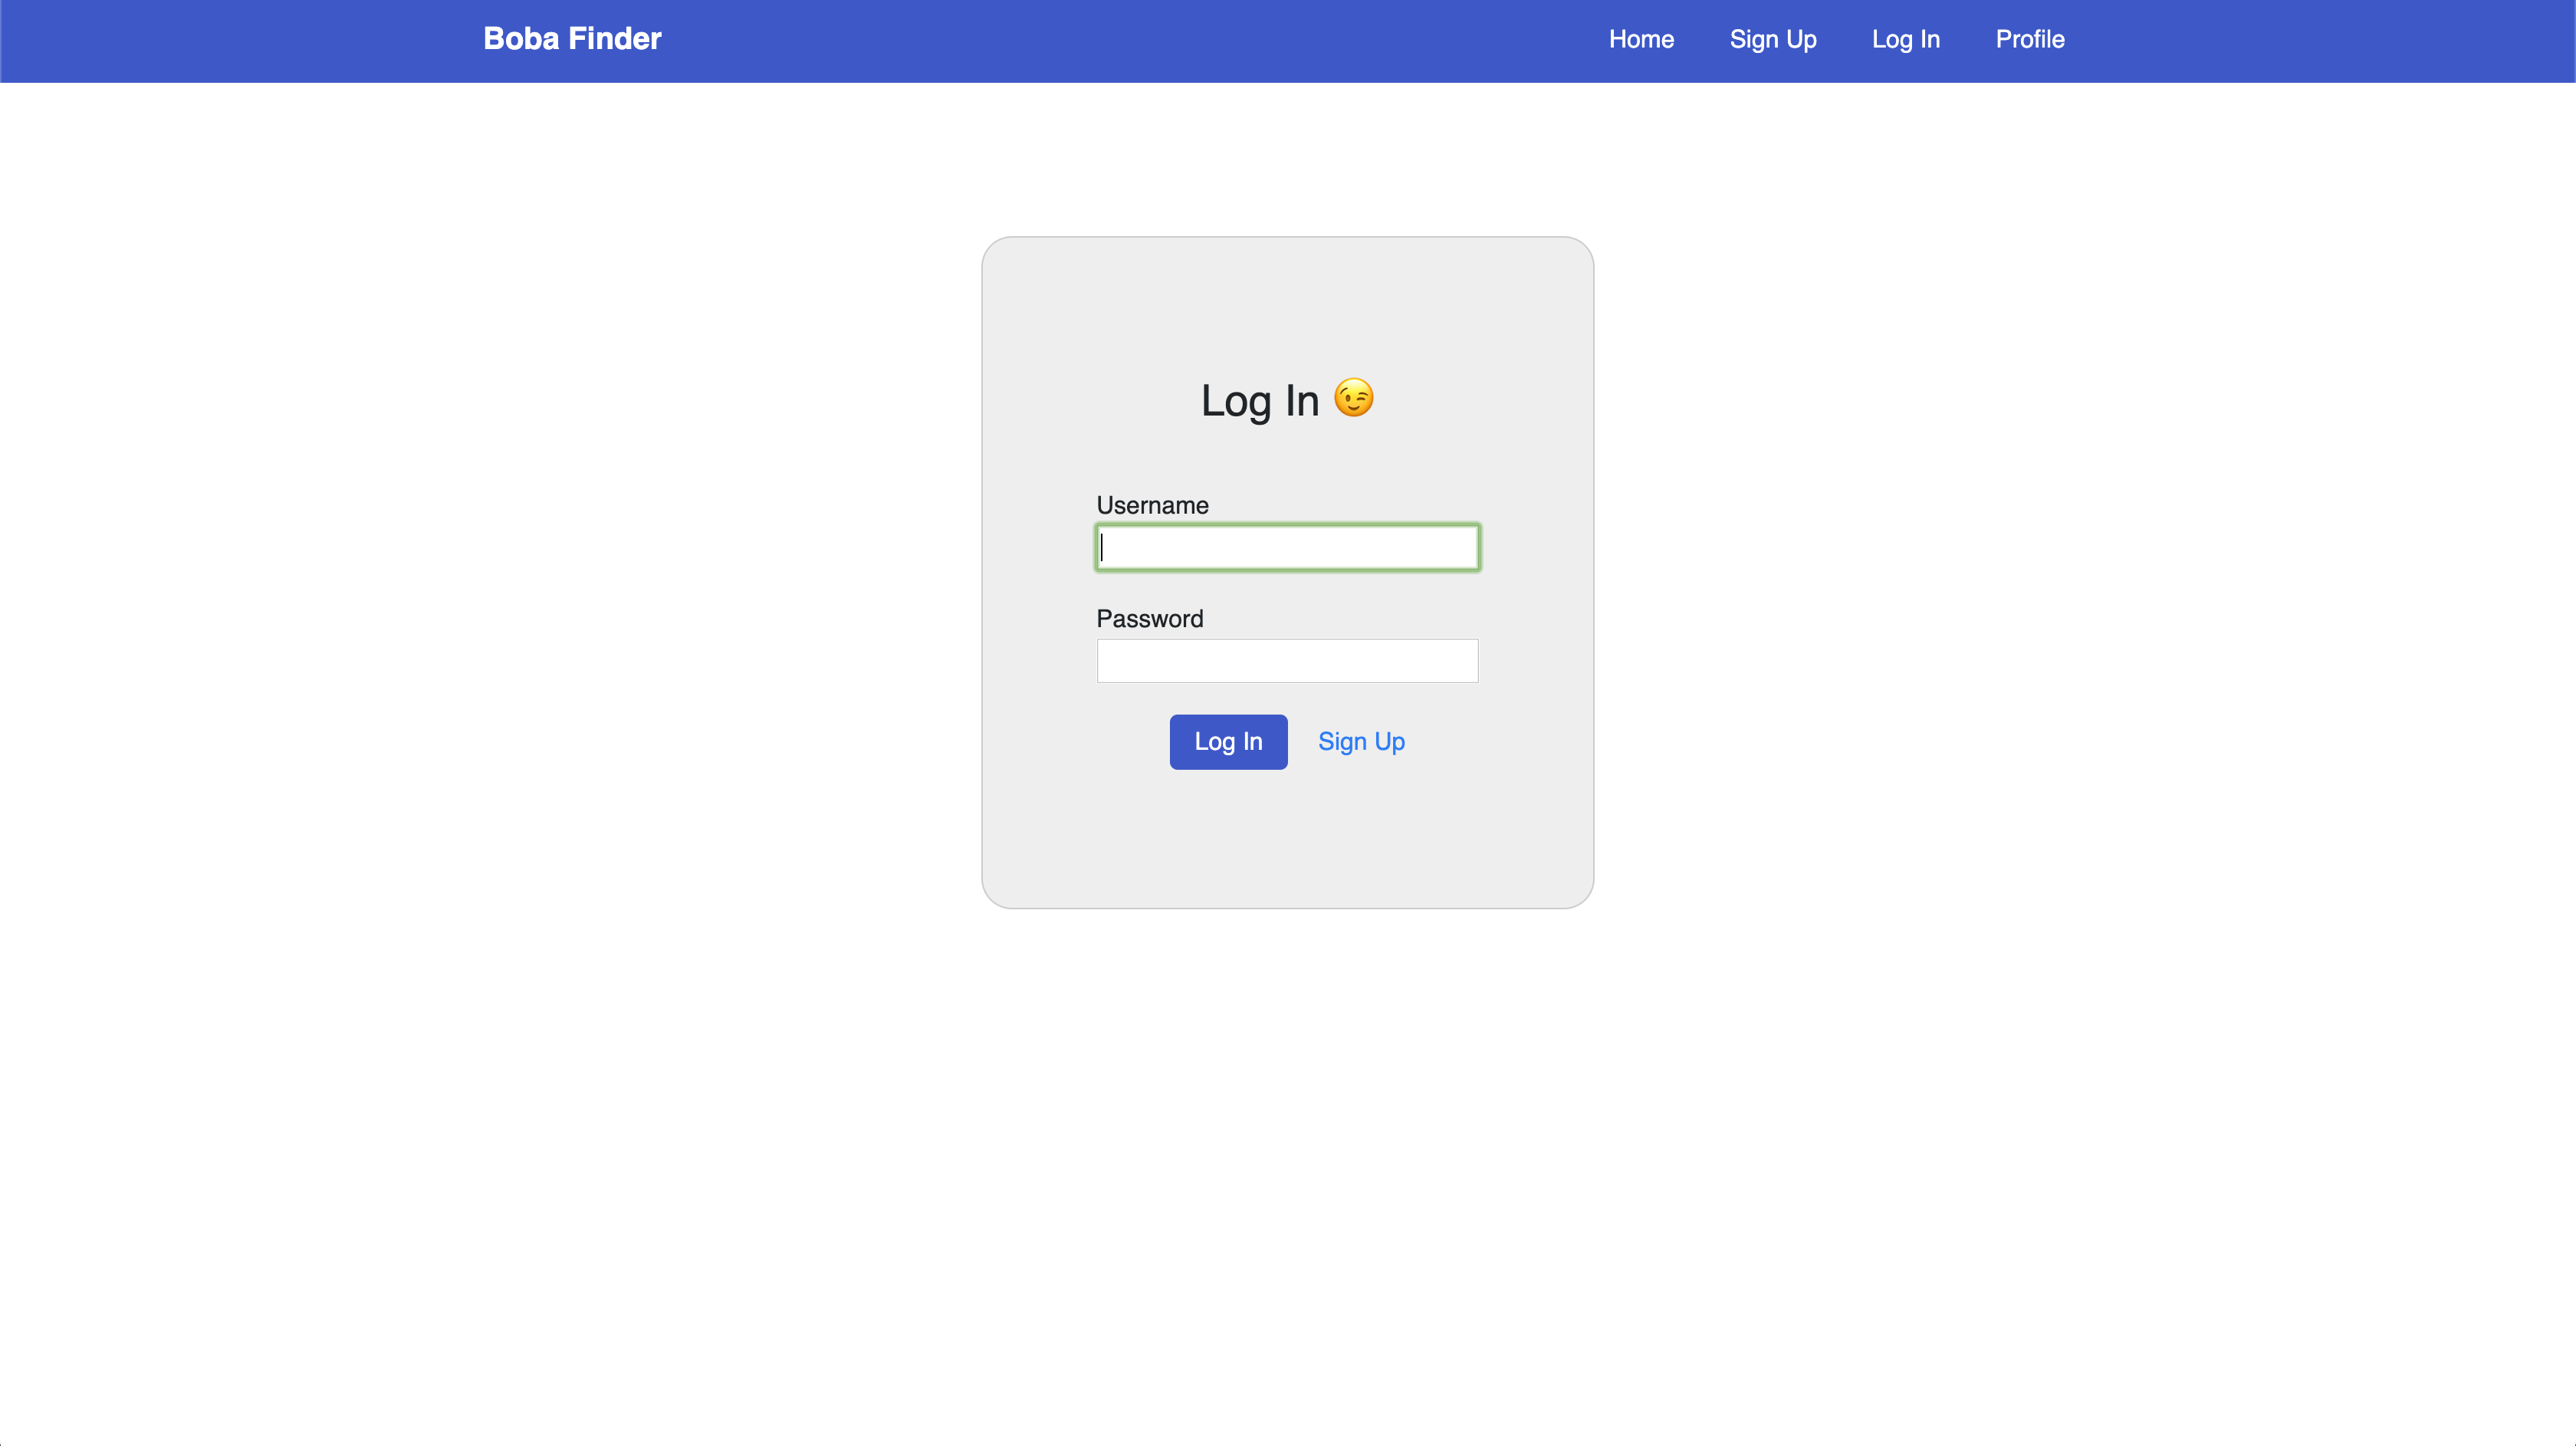 Boba Finder Home Sign Up Log In Profile
Log In 😉
Username
Password
Log In Sign Up